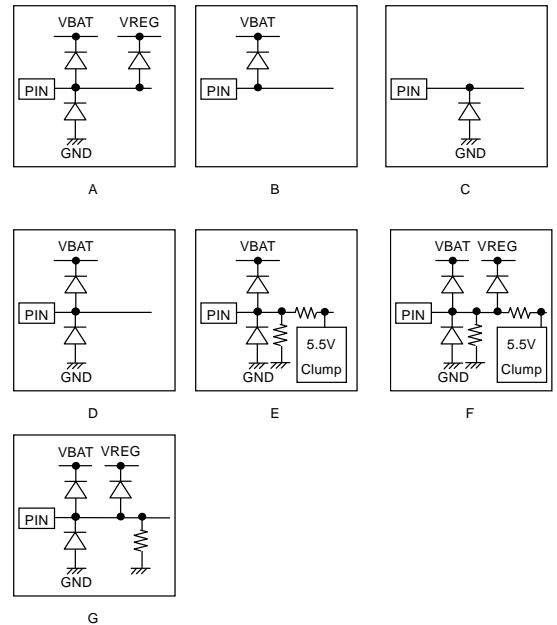 VBAT VREG
PIN
GND
A
VBAT
PIN
B
PIN
GND
C
VBAT
PIN
GND
D
VBAT
PIN
GND
5.5V
Clump
E
VBAT VREG
PIN
GND
5.5V
Clump
F
VBAT VREG
PIN
GND
G